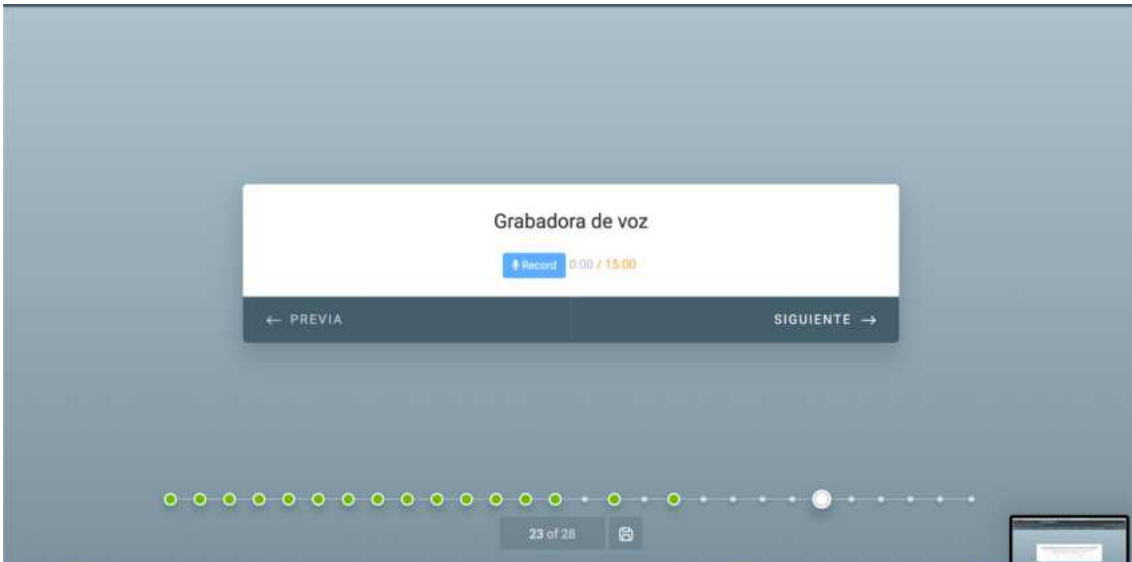 Grabadora de voz
Record 0:00 / 15:00
← PREVIA
SIGUIENTE →
23 of 28